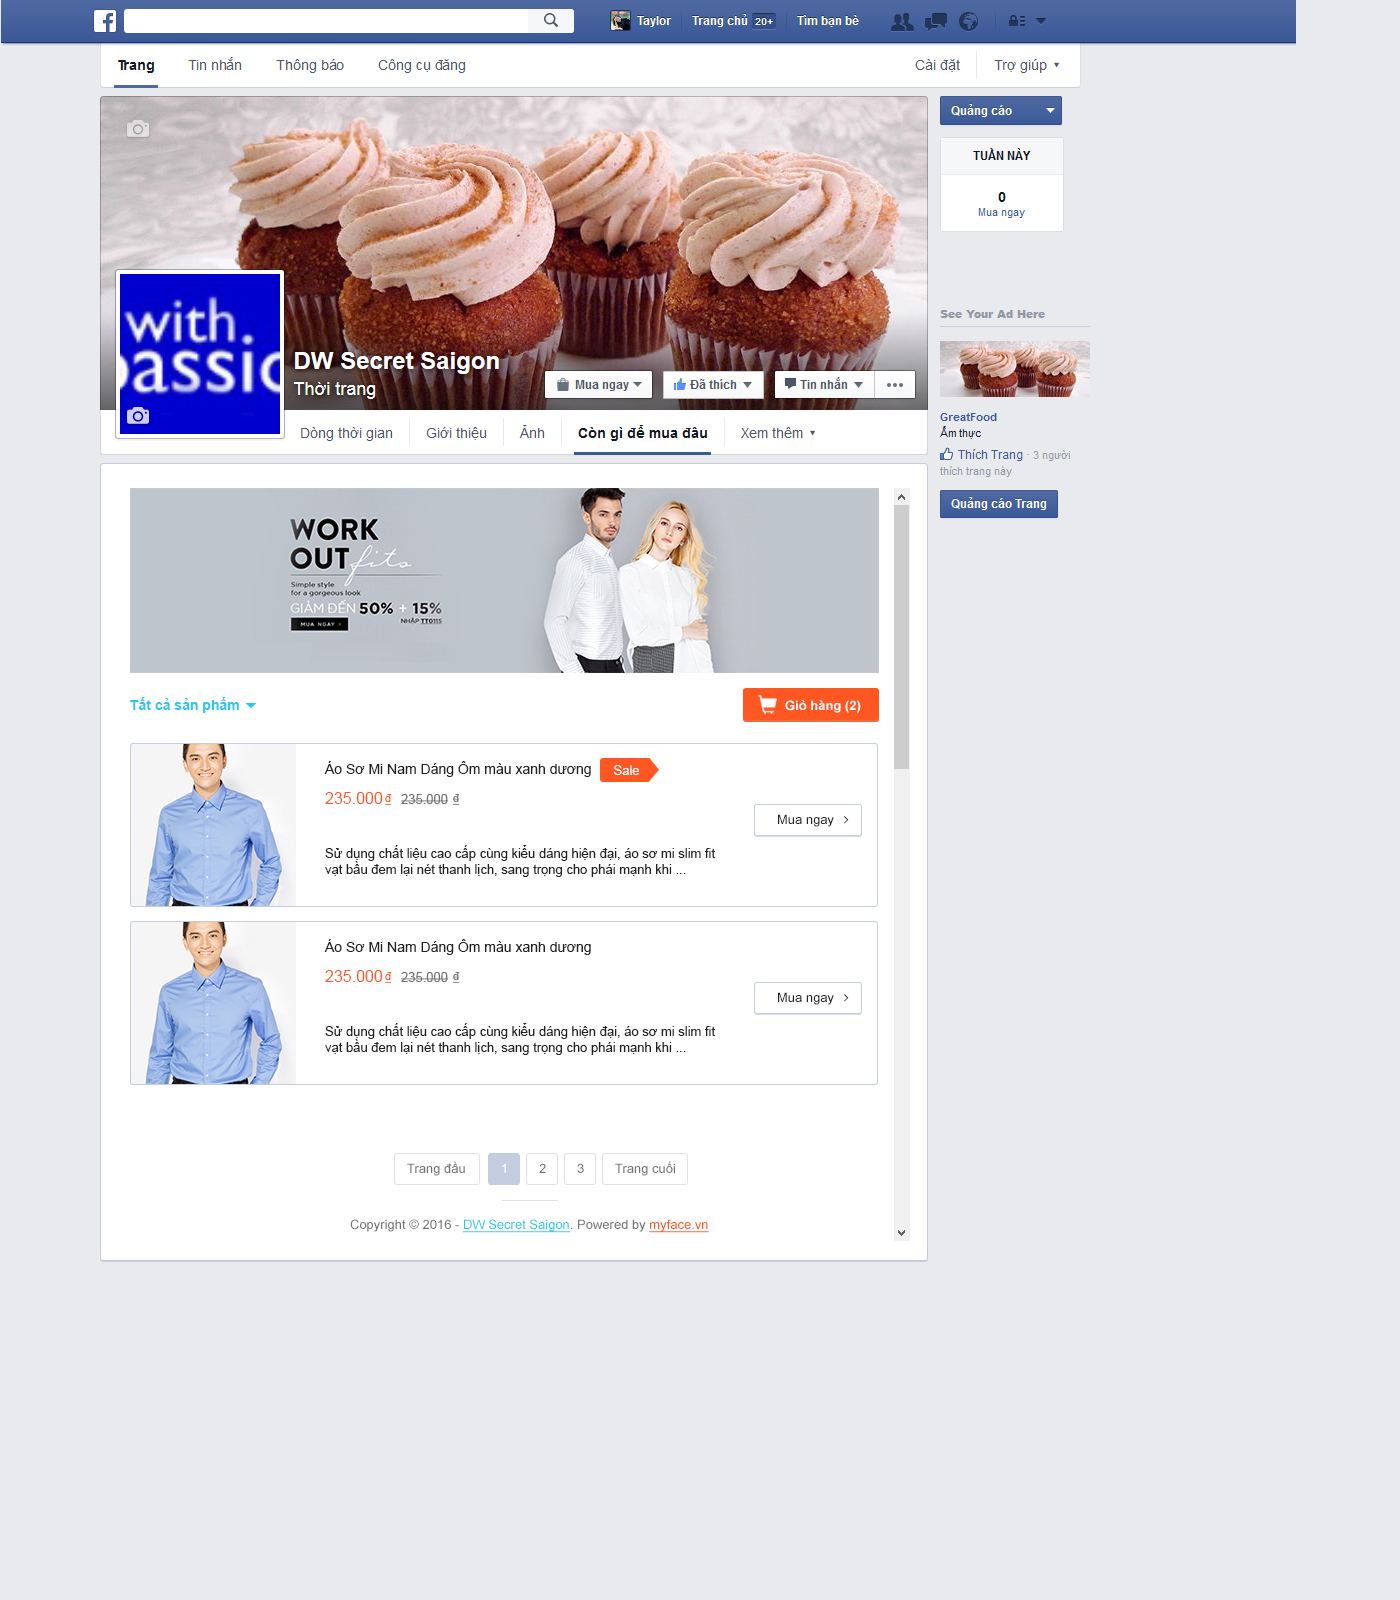 Taylor Trang chủ 20+ Tìm bạn bè
Trang Tin nhắn Thông báo Công cụ đăng Cài đặt Trợ giúp
Quảng cáo
TUẦN NÀY
0
Mua ngay
with
passic
DW Secret Saigon
Thời trang
Mua ngay Đã thích Tin nhắn
Dòng thời gian Giới thiệu Ảnh Còn gì để mua đâu Xem thêm
See Your Ad Here
GreatFood
Ẩm thực
Thích Trang · 3 người
thích trang này
Quảng cáo Trang
WORK
OUT fits
Simple style
for a gorgeous look
GIẢM ĐẾN 50% + 15%
NHẬP TT0115
MUA NGAY ›
Tất cả sản phẩm
Giỏ hàng (2)
Áo Sơ Mi Nam Dáng Ôm màu xanh dương Sale
235.000₫ 235.000 ₫
Mua ngay
Sử dụng chất liệu cao cấp cùng kiểu dáng hiện đại, áo sơ mi slim fit
vạt bầu đem lại nét thanh lịch, sang trọng cho phái mạnh khi ...
Áo Sơ Mi Nam Dáng Ôm màu xanh dương
235.000₫ 235.000 ₫
Mua ngay
Sử dụng chất liệu cao cấp cùng kiểu dáng hiện đại, áo sơ mi slim fit
vạt bầu đem lại nét thanh lịch, sang trọng cho phái mạnh khi ...
Trang đầu 1 2 3 Trang cuối
Copyright © 2016 - DW Secret Saigon. Powered by myface.vn